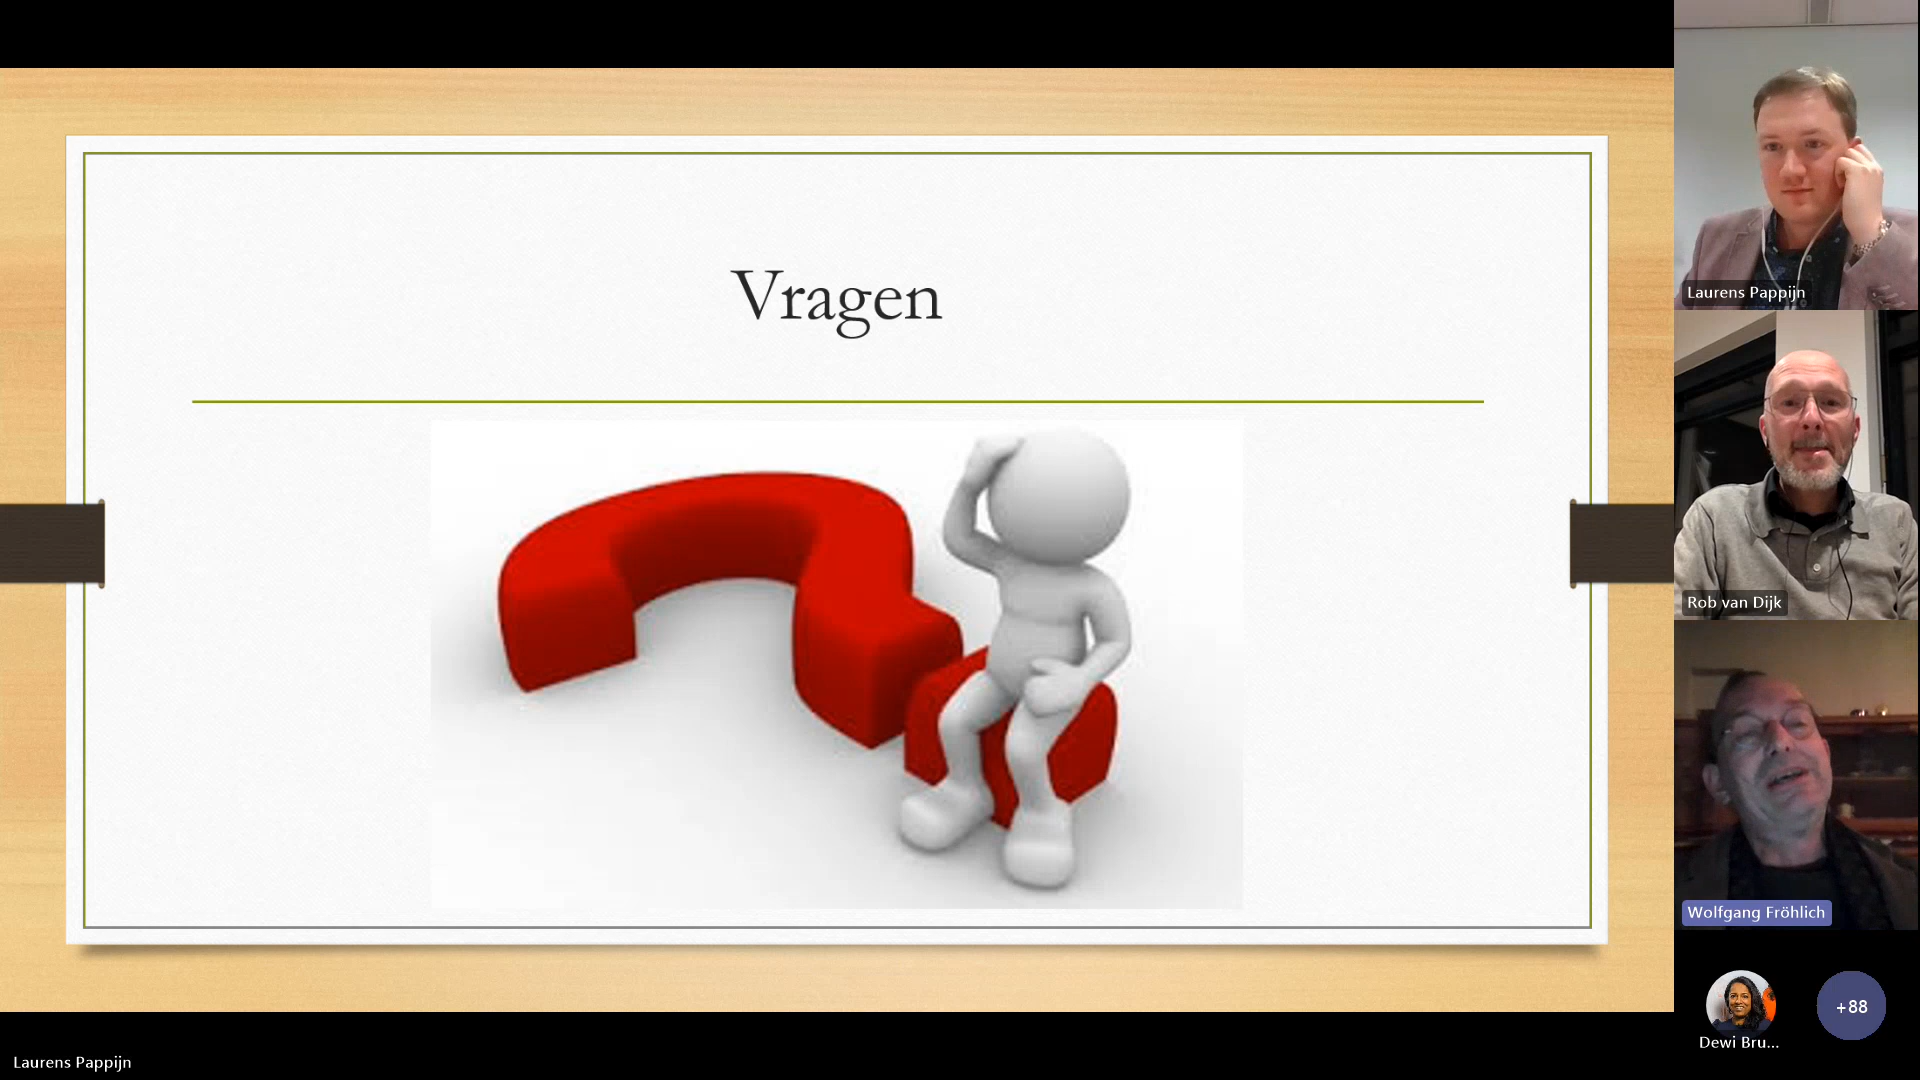 Vragen
Laurens Pappijn
Rob van Dijk
Wolfgang Fröhlich
Dewi Bru...
+88
Laurens Pappijn